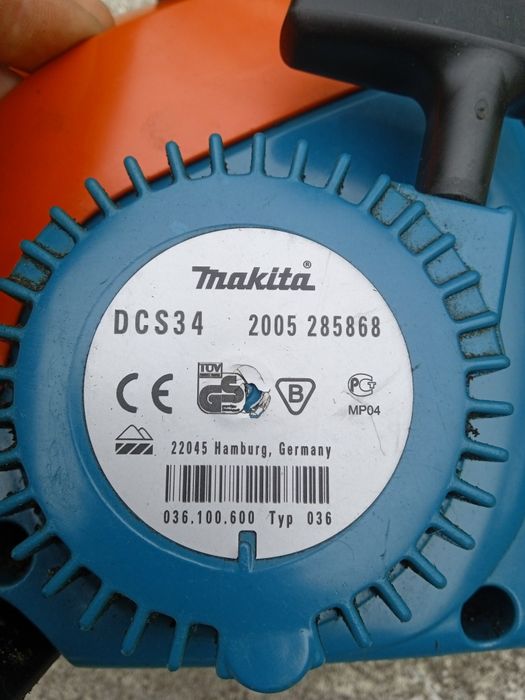 makita®
DCS34 2005 285868
CE TÜV GS B PCT
MP04
22045 Hamburg, Germany
036.100.600 Typ 036